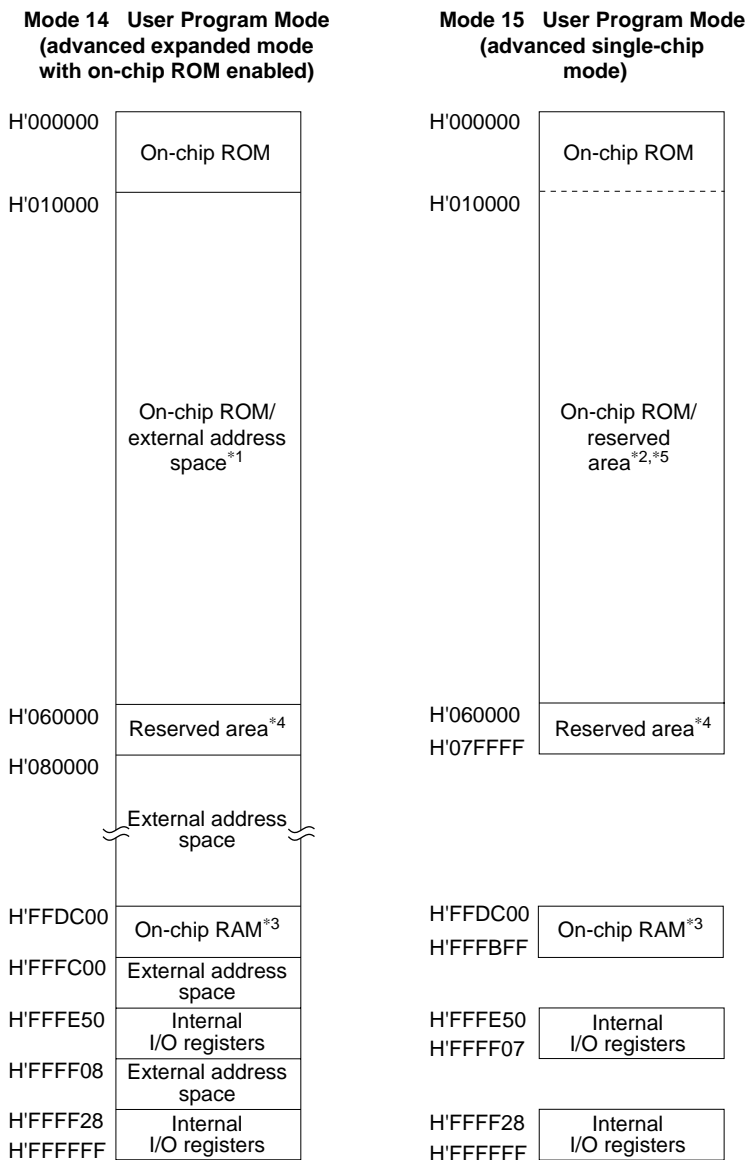 Mode 14 User Program Mode
(advanced expanded mode
with on-chip ROM enabled)
H'000000
On-chip ROM
H'010000
On-chip ROM/
external address
space*1
H'060000
Reserved area*4
H'080000
External address
space
H'FFDC00
On-chip RAM*3
H'FFFC00
External address
space
H'FFFE50
Internal
I/O registers
H'FFFF08
External address
space
H'FFFF28
Internal
I/O registers
H'FFFFFF
Mode 15 User Program Mode
(advanced single-chip
mode)
H'000000
On-chip ROM
H'010000
On-chip ROM/
reserved
area*2,*5
H'060000
Reserved area*4
H'07FFFF
H'FFDC00
On-chip RAM*3
H'FFFBFF
H'FFFE50
Internal
I/O registers
H'FFFF07
H'FFFF28
Internal
I/O registers
H'FFFFFF